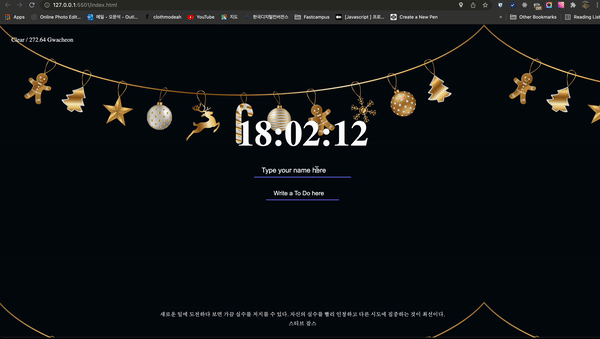 127.0.0.1:5501/index.html
Apps
Online Photo Edit...
메일 - 오윤석 - Outl...
clothmodeah
YouTube
지도
한국디지털컨버전스
Fastcampus
[Javascript ] 프로...
Create a New Pen
»
Other Bookmarks
Reading List
Clear / 272.64 Gwacheon
18:02:12
Type your name here
Write a To Do here
새로운 일에 도전하다 보면 가끔 실수를 저지를 수 있다. 자신의 실수를 빨리 인정하고 다른 시도에 집중하는 것이 최선이다.
스티브 잡스